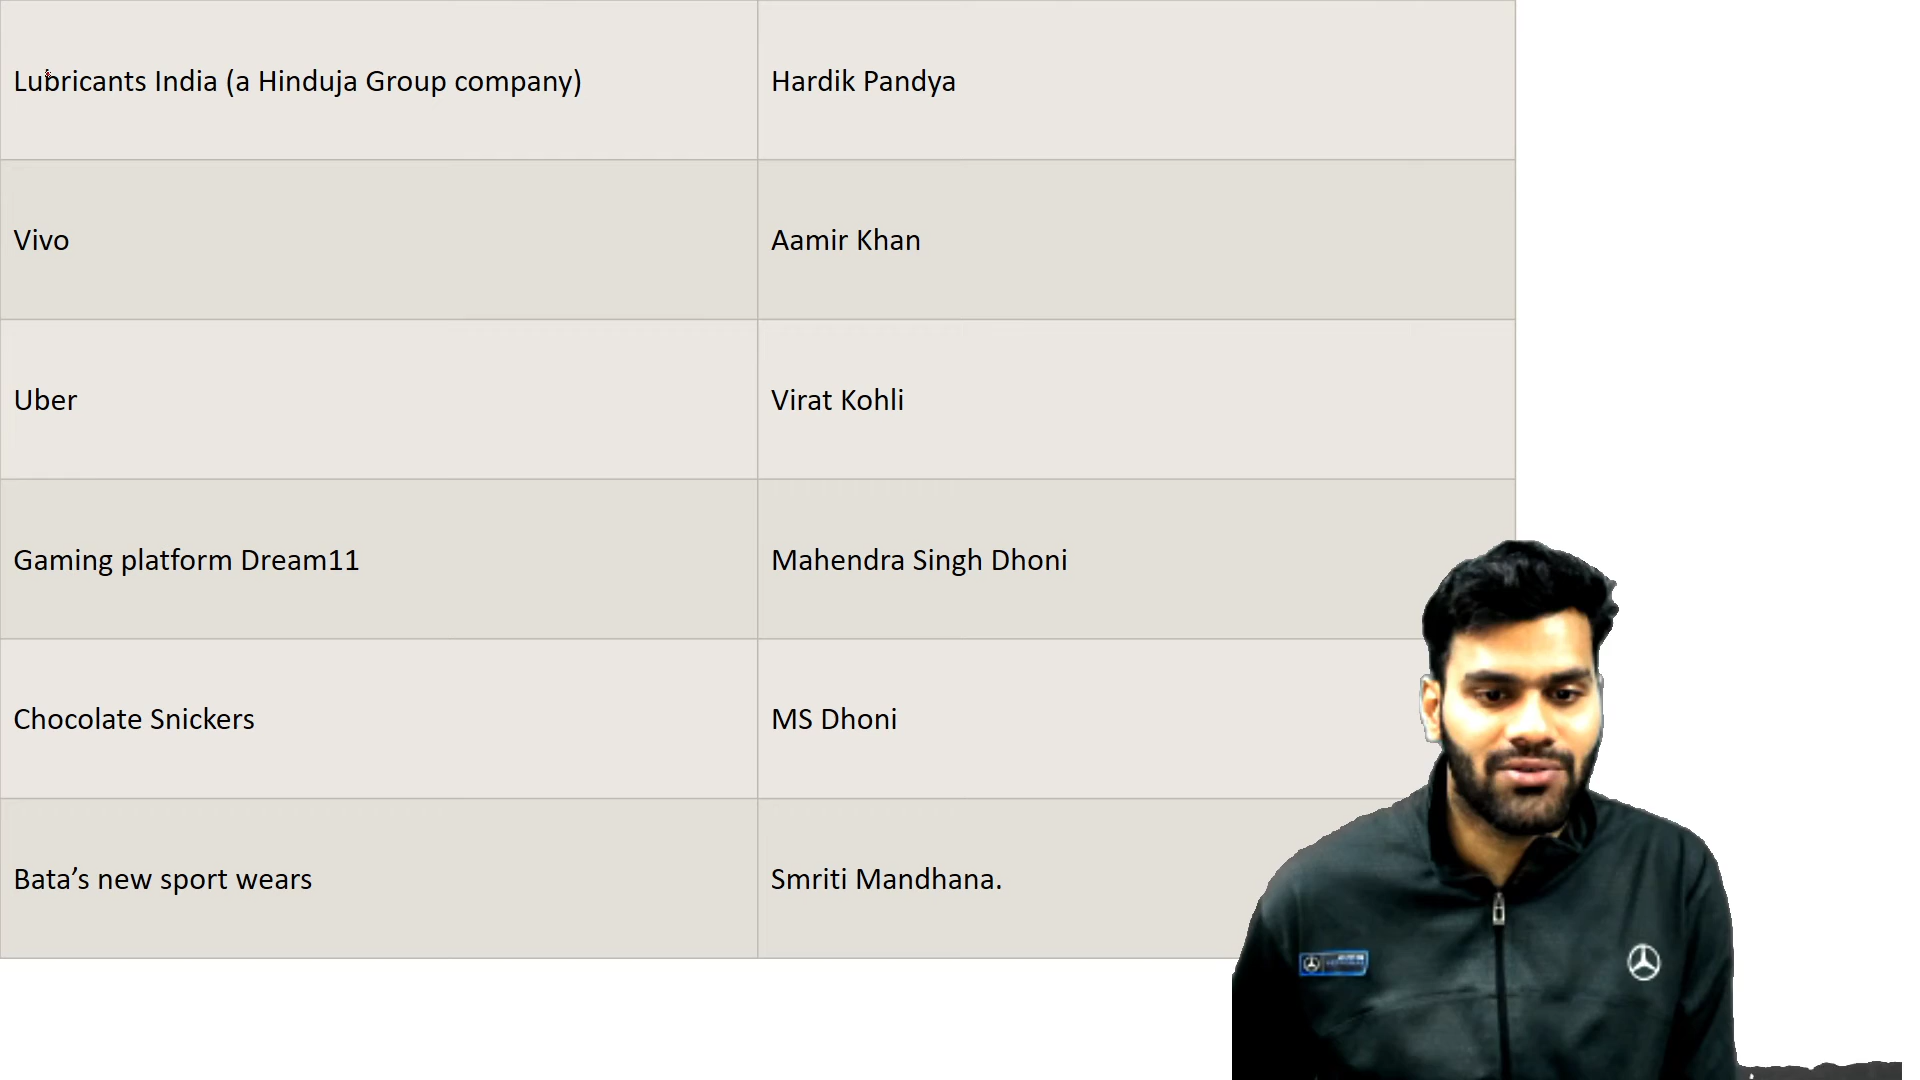 Lubricants India (a Hinduja Group company)
Hardik Pandya
Vivo
Aamir Khan
Uber
Virat Kohli
Gaming platform Dream11
Mahendra Singh Dhoni
Chocolate Snickers
MS Dhoni
Bata’s new sport wears
Smriti Mandhana.